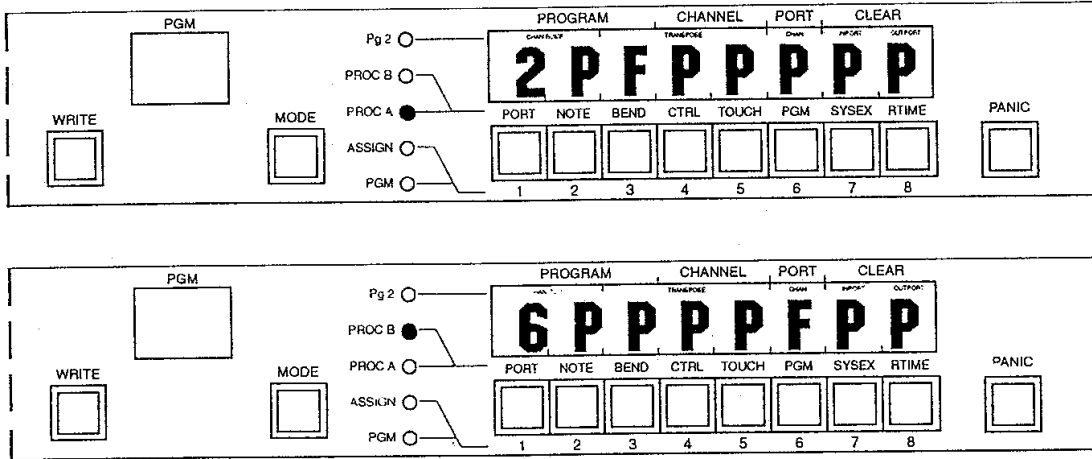 PGM
PROGRAM CHANNEL PORT CLEAR
Pg 2
TRANSPOSE CHAN INPORT OUTPORT
2 P F P P P P P
PROC B
PROC A
PORT NOTE BEND CTRL TOUCH PGM SYSEX RTIME
PANIC
WRITE
MODE
ASSIGN
PGM
1 2 3 4 5 6 7 8
PGM
PROGRAM CHANNEL PORT CLEAR
Pg 2
TRANSPOSE CHAN INPORT OUTPORT
6 P P P P F P P
PROC B
PROC A
PORT NOTE BEND CTRL TOUCH PGM SYSEX RTIME
PANIC
WRITE
MODE
ASSIGN
PGM
1 2 3 4 5 6 7 8